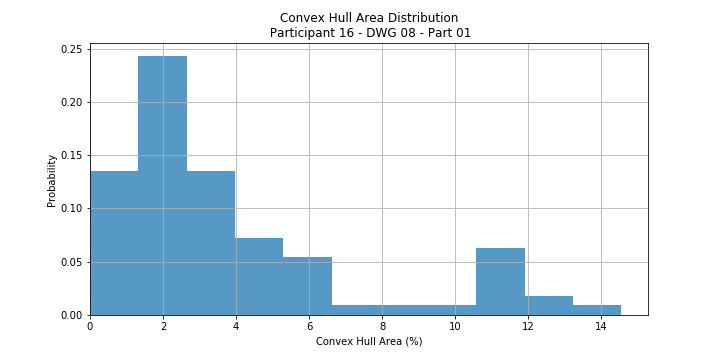 Convex Hull Area Distribution
Participant 16 - DWG 08 - Part 01
0.25
0.20
0.15
0.10
0.05
0.00
Probability
0 2 4 6 8 10 12 14
Convex Hull Area (%)